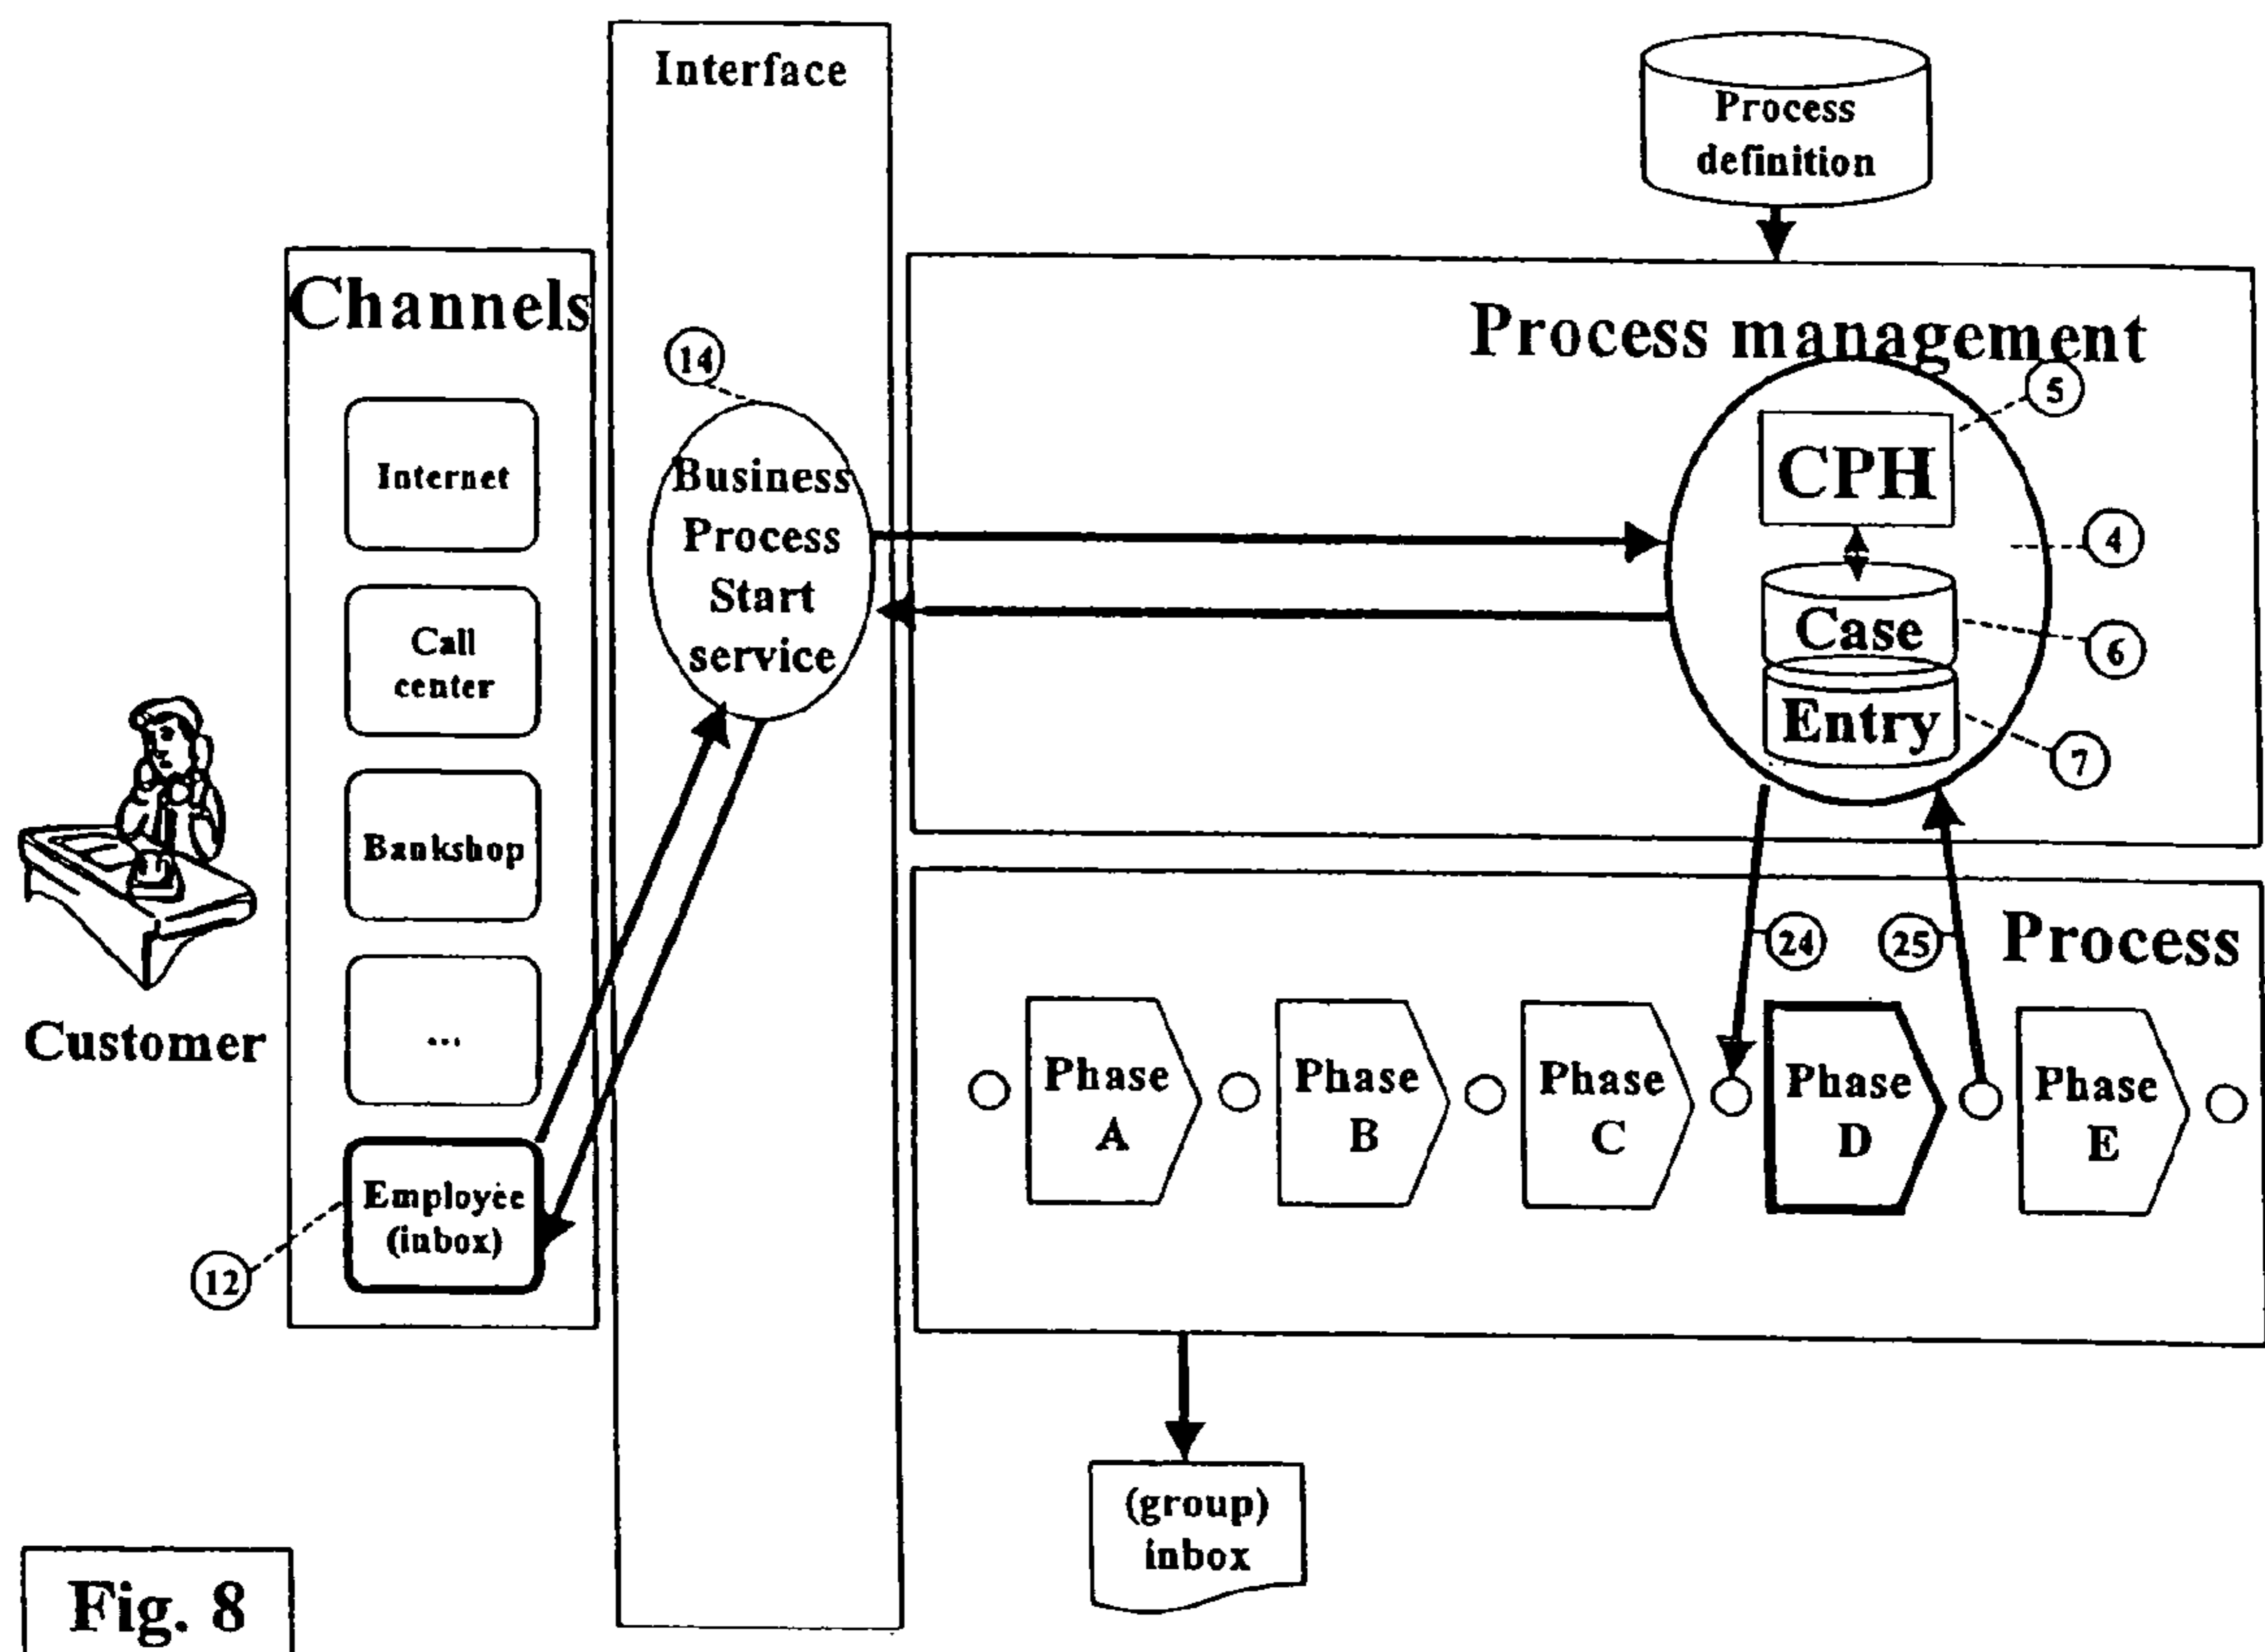 Interface
Process
definition
Channels
Process management
14
5
Internet
Business
Process
Start
service
CPH
4
Call
center
Case
6
Entry
7
Bankshop
24
25
Process
...
Customer
Phase
A
Phase
B
Phase
C
Phase
D
Phase
E
Employee
(inbox)
12
(group)
inbox
Fig. 8